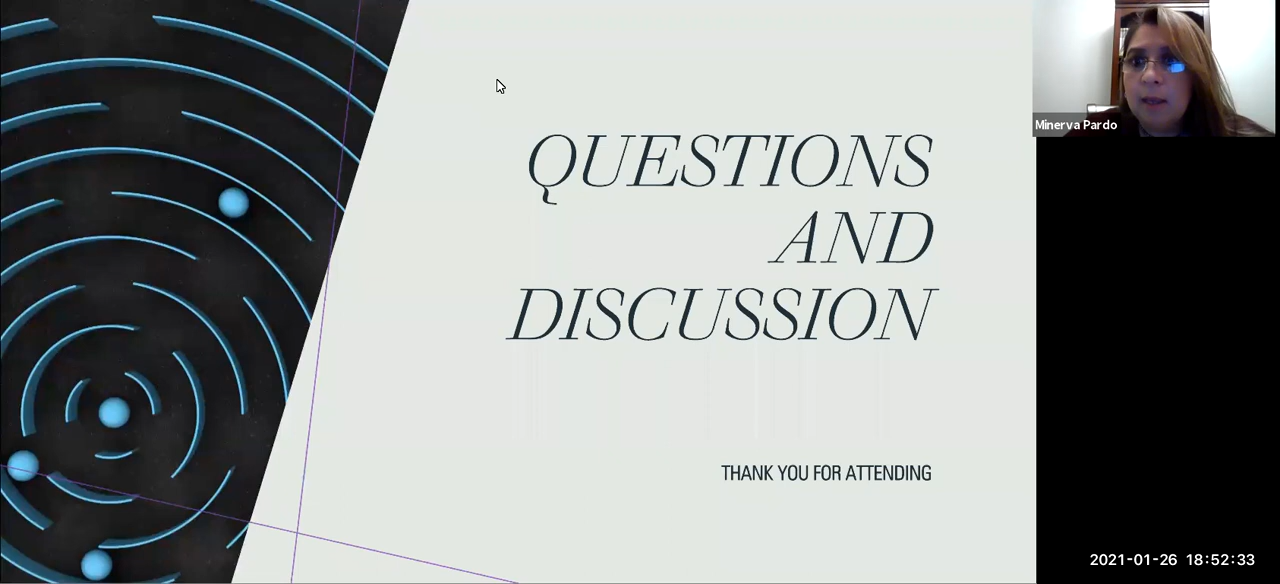 QUESTIONS
AND
DISCUSSION
THANK YOU FOR ATTENDING
Minerva Pardo
2021-01-26 18:52:33